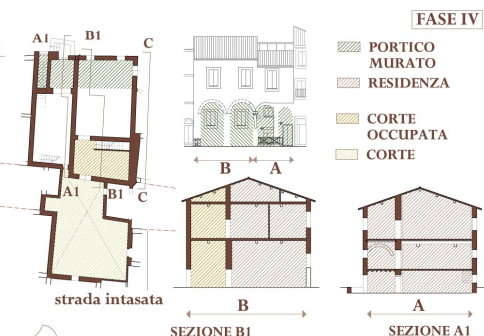 FASE IV
A1 B1 C
PORTICO
MURATO
RESIDENZA
CORTE
OCCUPATA
CORTE
B A
A1 B1 C
strada intasata
B
A
SEZIONE B1
SEZIONE A1